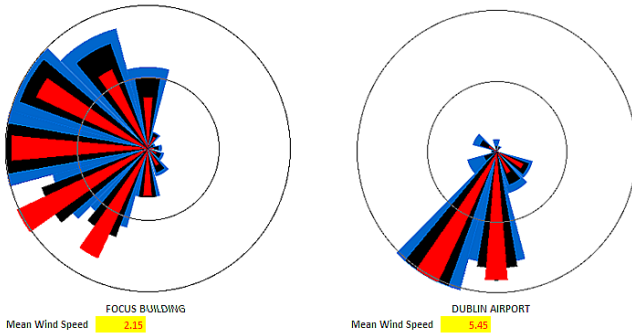 FOCUS BUILDING
Mean Wind Speed 2.15
DUBLIN AIRPORT
Mean Wind Speed 5.45